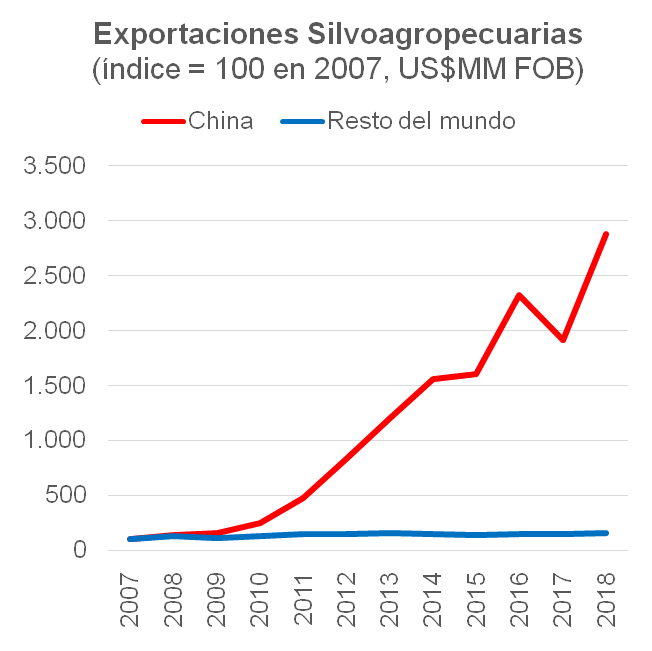 Exportaciones Silvoagropecuarias
(índice = 100 en 2007, US$MM FOB)
China Resto del mundo
3.500
3.000
2.500
2.000
1.500
1.000
500
0
2007 2008 2009 2010 2011 2012 2013 2014 2015 2016 2017 2018